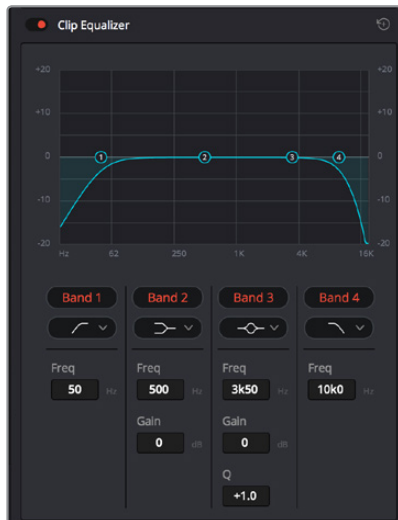 Clip Equalizer
+20 +20
+10 +10
1 2 3 4
0 0
-10 -10
-20 -20
Hz 62 250 1K 4K 16K
Band 1 Band 2 Band 3 Band 4
Freq Freq Freq Freq
50 Hz 500 Hz 3k50 Hz 10k0 Hz
Gain Gain
0 dB 0 dB
Q
+1.0